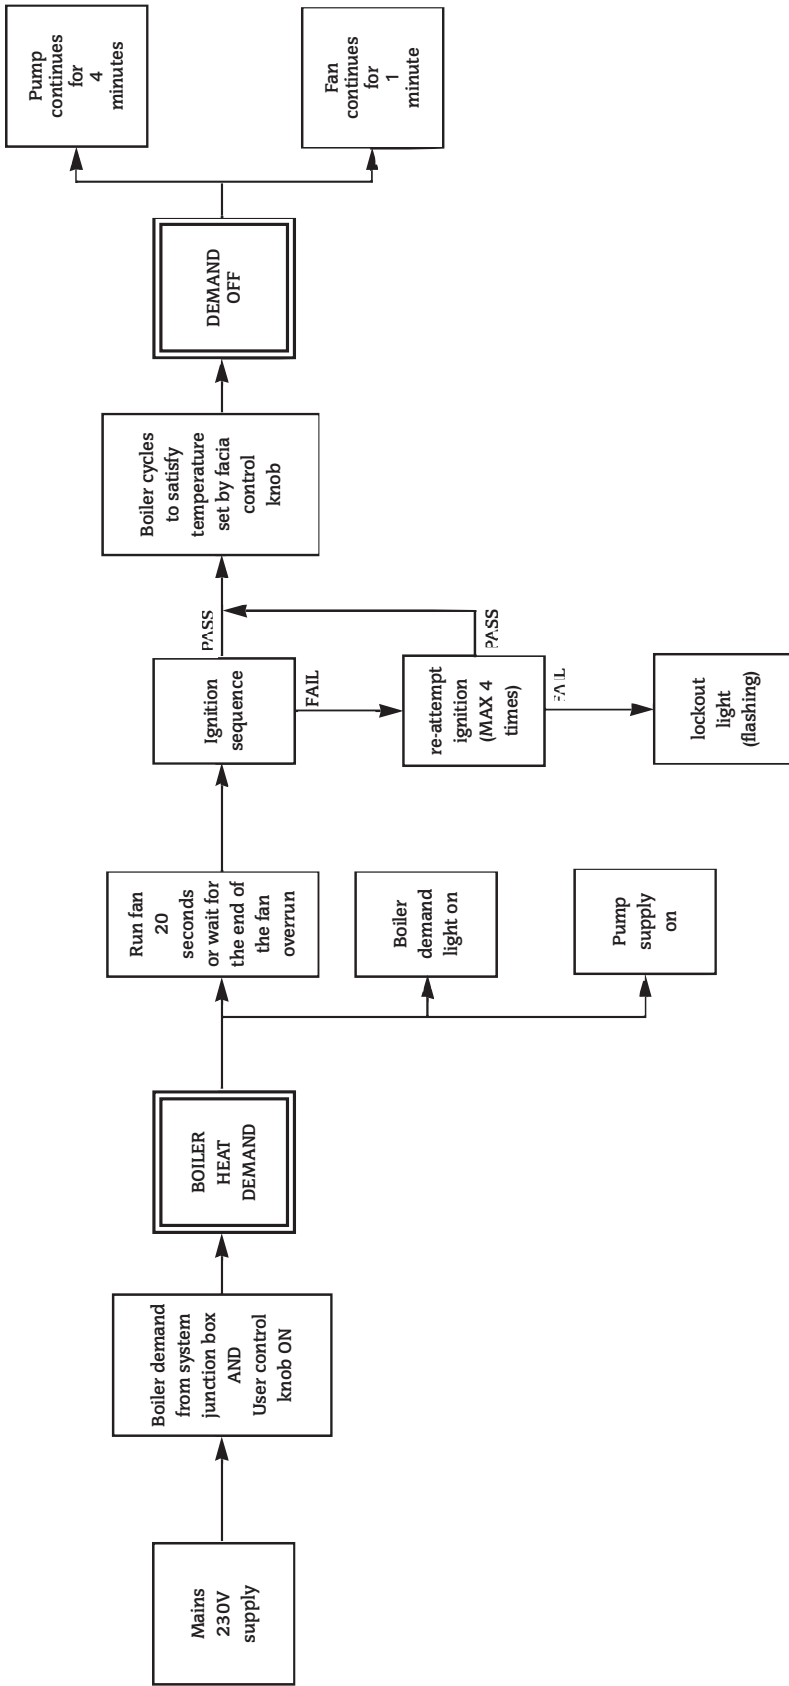 Mains
230V
supply
Boiler demand
from system
junction box
AND
User control
knob ON
BOILER
HEAT
DEMAND
Run fan
20
seconds
or wait for
the end of
the fan
overrun
Boiler
demand
light on
Pump
supply
on
Ignition
sequence
PASS
FAIL
re-attempt
ignition
(MAX 4
times)
PASS
FAIL
lockout
light
(flashing)
Boiler cycles
to satisfy
temperature
set by facia
control
knob
DEMAND
OFF
Pump
continues
for
4
minutes
Fan
continues
for
1
minute